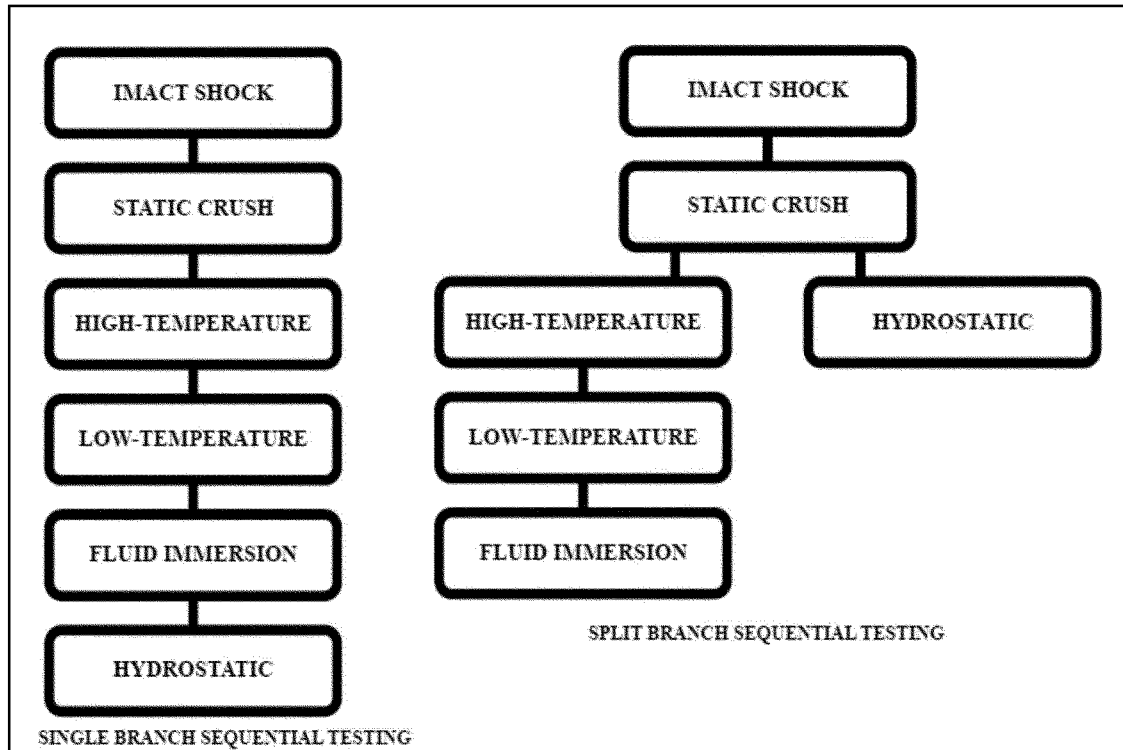 IMACT SHOCK
STATIC CRUSH
HIGH-TEMPERATURE
LOW-TEMPERATURE
FLUID IMMERSION
HYDROSTATIC
SINGLE BRANCH SEQUENTIAL TESTING
IMACT SHOCK
STATIC CRUSH
HIGH-TEMPERATURE
HYDROSTATIC
LOW-TEMPERATURE
FLUID IMMERSION
SPLIT BRANCH SEQUENTIAL TESTING